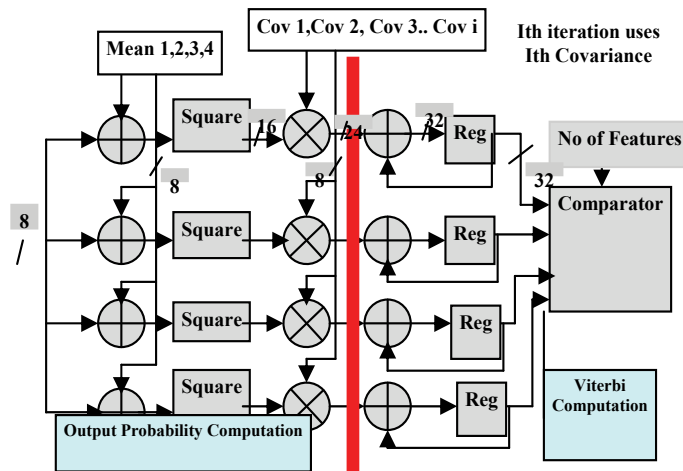 Cov 1,Cov 2, Cov 3.. Cov i
Ith iteration uses
Ith Covariance
Mean 1,2,3,4
Square
16
24
32
Reg
No of Features
8
8
32
8
Comparator
Square
Reg
Square
Reg
Square
Reg
Output Probability Computation
Viterbi
Computation